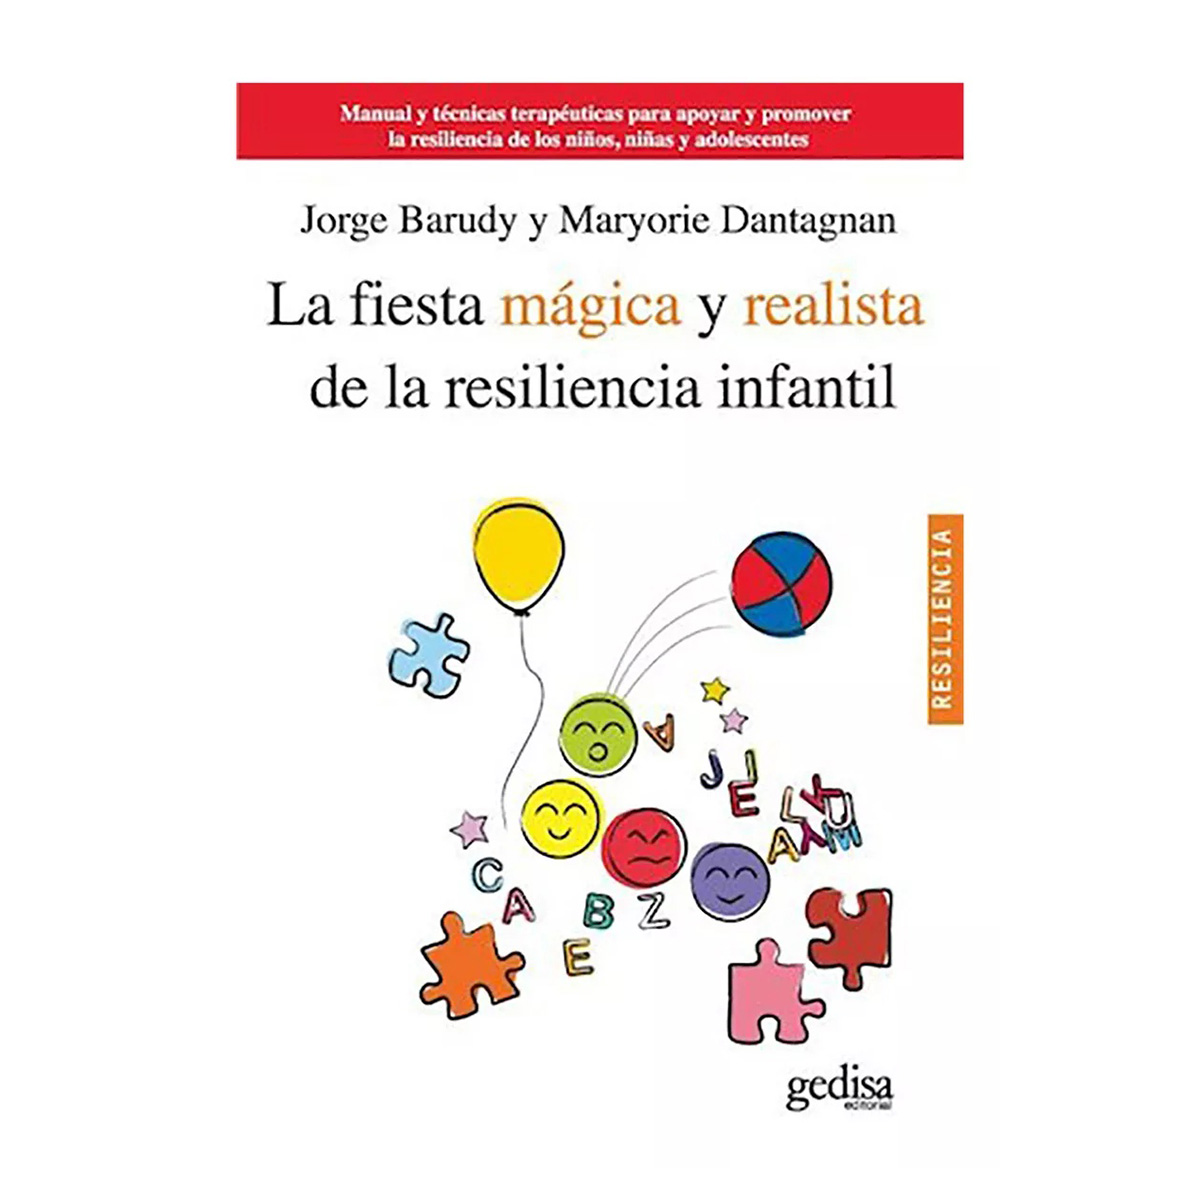 Manual y técnicas terapéuticas para apoyar y promover
la resiliencia de los niños, niñas y adolescentes
Jorge Barudy y Maryorie Dantagnan
La fiesta mágica y realista
de la resiliencia infantil
RESILIENCIA
A
J I
E
L K U
A Y M
C
A
B Z
E
gedisa
editorial